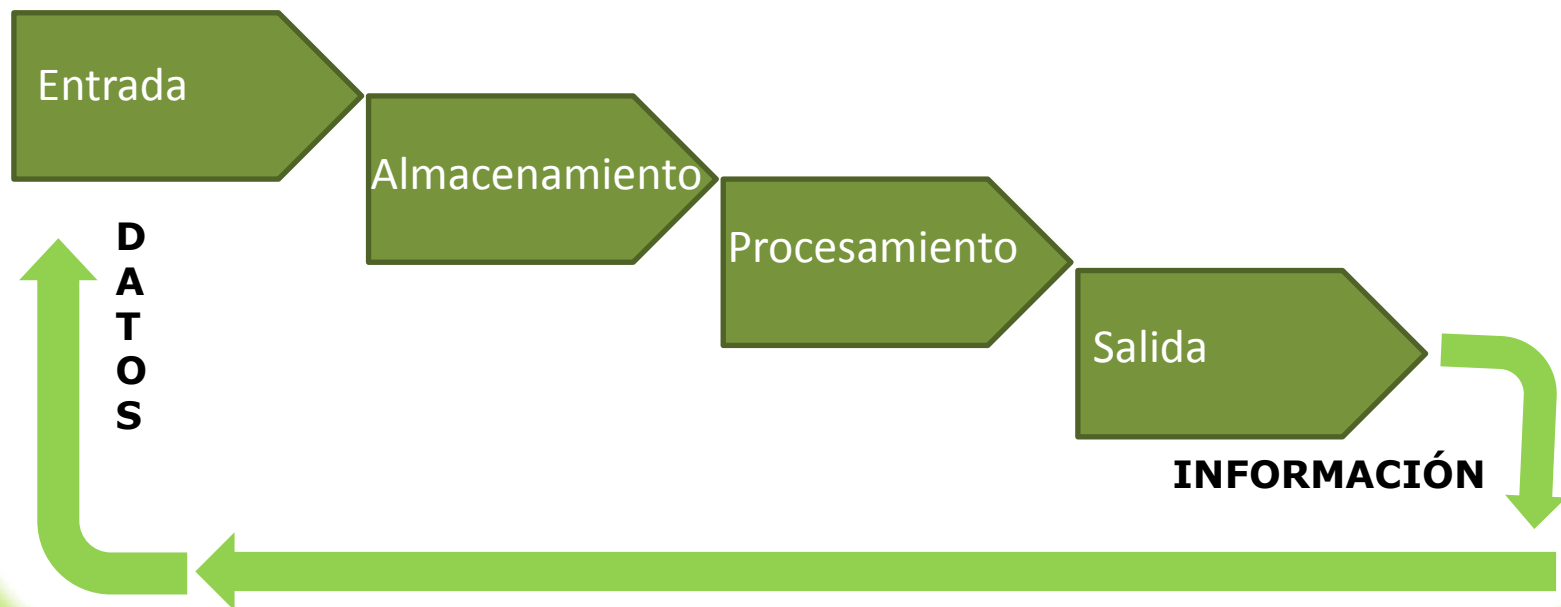 Entrada
Almacenamiento
Procesamiento
Salida
D
A
T
O
S
INFORMACIÓN